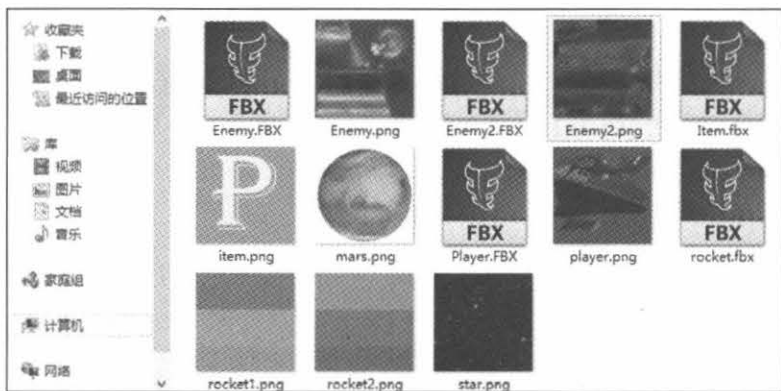 收藏夹
下载
桌面
最近访问的位置
库
视频
图片
文档
音乐
家庭组
计算机
网络
FBX
FBX
FBX
Enemy.FBX
Enemy.png
Enemy2.FBX
Enemy2.png
Item.fbx
P
FBX
FBX
item.png
mars.png
Player.FBX
player.png
rocket.fbx
rocket1.png
rocket2.png
star.png